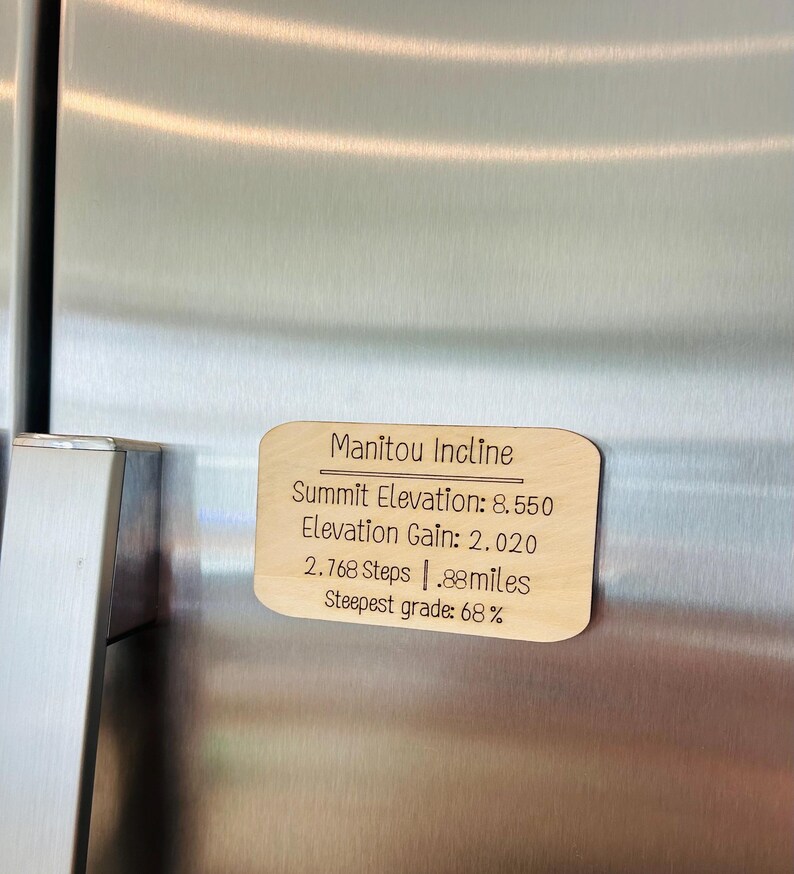 Manitou Incline
Summit Elevation: 8,550
Elevation Gain: 2,020
2,768 Steps | .88miles
Steepest grade: 68%